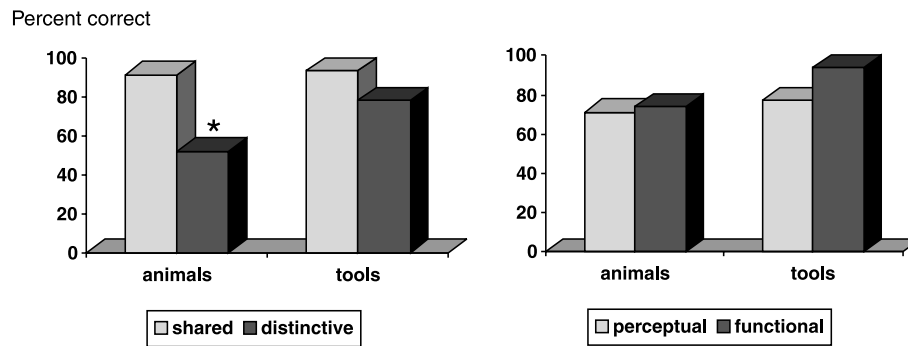 Percent correct
100
80
60
40
20
0
*
animals tools
shared distinctive
100
80
60
40
20
0
animals tools
perceptual functional